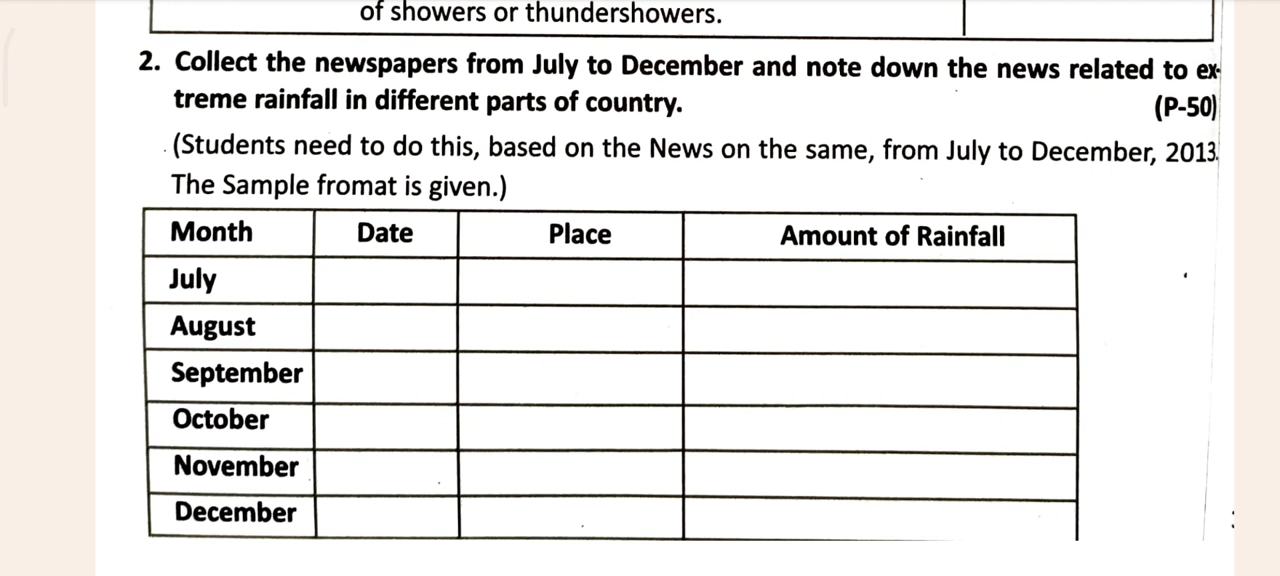 of showers or thundershowers.
2. Collect the newspapers from July to December and note down the news related to ex-
treme rainfall in different parts of country. (P-50)
(Students need to do this, based on the News on the same, from July to December, 2013.
The Sample fromat is given.)
Month Date Place Amount of Rainfall
July
August
September
October
November
December